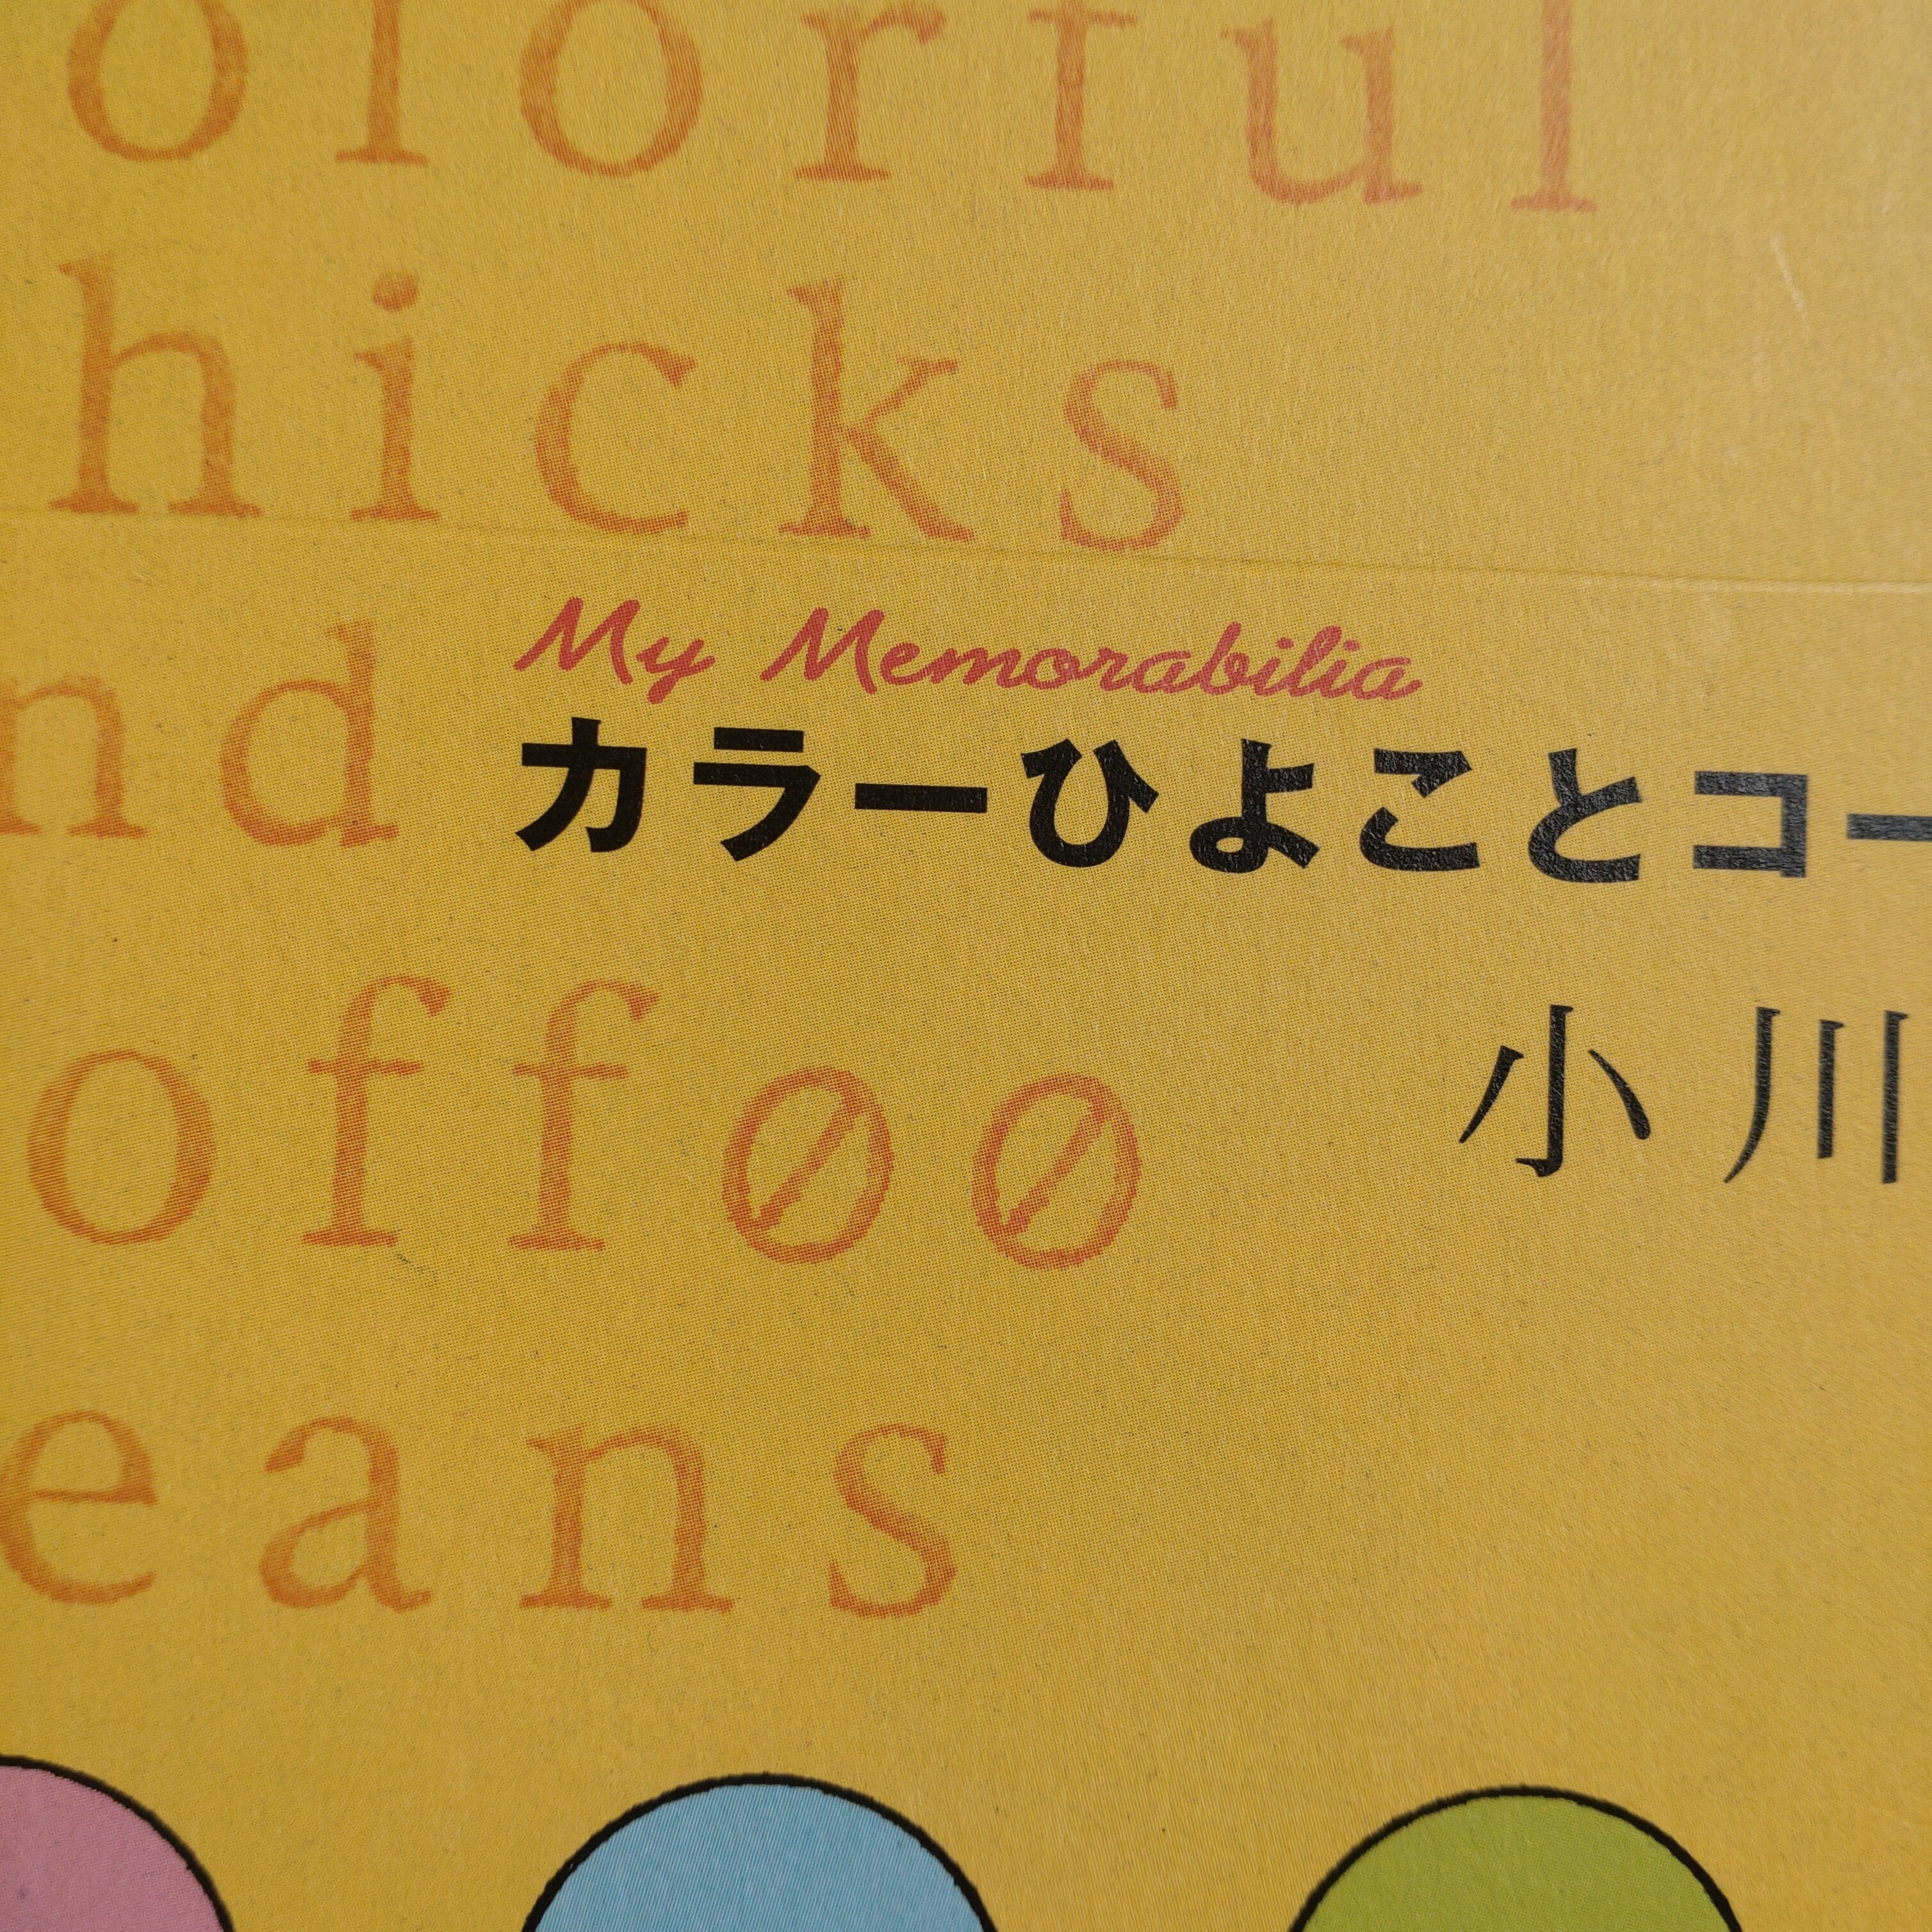 olorful
hicks
My Memorabilia
nd
カラーひよことコー
小川
offee
eans